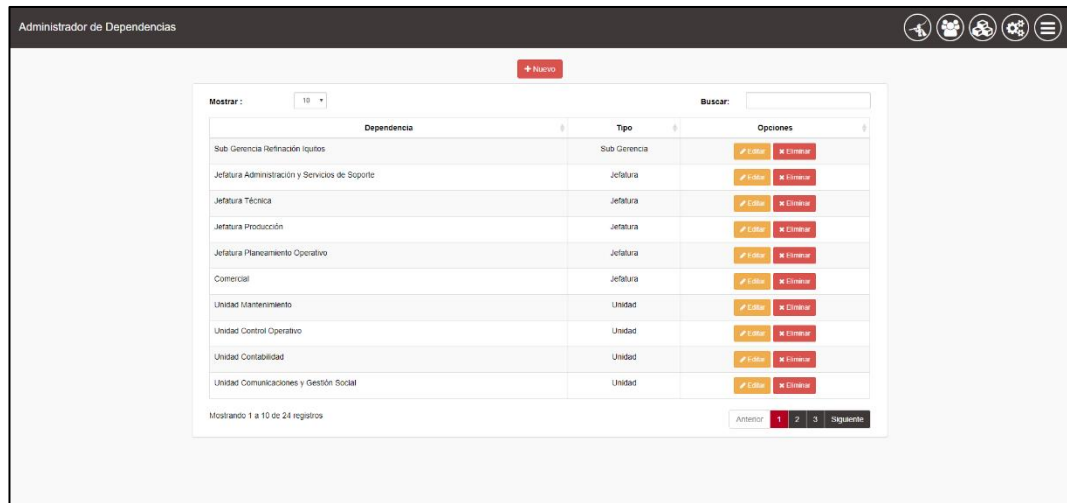 Administrador de Dependencias
+ Nuevo
Mostrar : 10 Buscar:
Dependencia Tipo Opciones
Sub Gerencia Refinación Iquitos Sub Gerencia Editar Eliminar
Jefatura Administración y Servicios de Soporte Jefatura Editar Eliminar
Jefatura Técnica Jefatura Editar Eliminar
Jefatura Producción Jefatura Editar Eliminar
Jefatura Planeamiento Operativo Jefatura Editar Eliminar
Comercial Jefatura Editar Eliminar
Unidad Mantenimiento Unidad Editar Eliminar
Unidad Control Operativo Unidad Editar Eliminar
Unidad Contabilidad Unidad Editar Eliminar
Unidad Comunicaciones y Gestión Social Unidad Editar Eliminar
Mostrando 1 a 10 de 24 registros Anterior 1 2 3 Siguiente